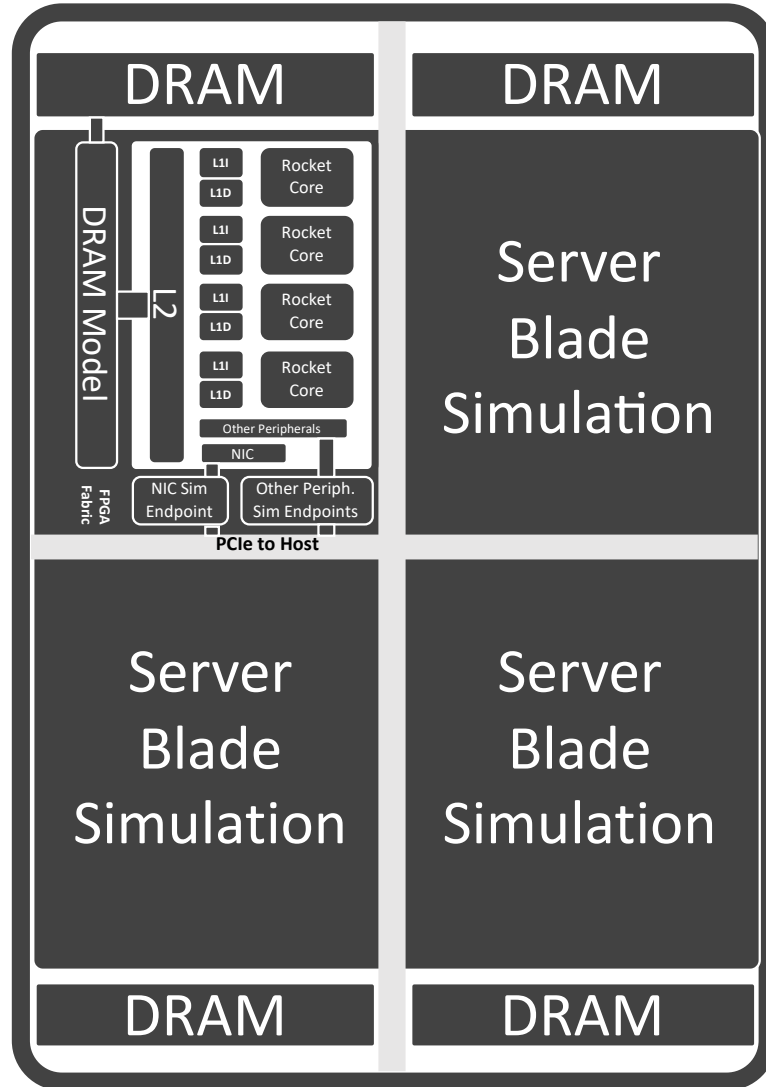 DRAM
DRAM
DRAM Model
L2
L1I
L1D
Rocket
Core
L1I
L1D
Rocket
Core
L1I
L1D
Rocket
Core
L1I
L1D
Rocket
Core
Other Peripherals
NIC
FPGA
Fabric
NIC Sim
Endpoint
Other Periph.
Sim Endpoints
PCIe to Host
Server
Blade
Simulation
Server
Blade
Simulation
Server
Blade
Simulation
DRAM
DRAM